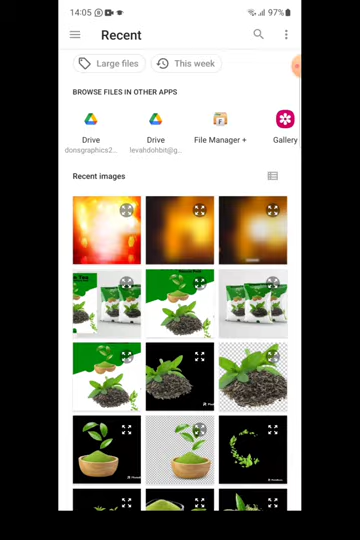 14:05
97%
Recent
Large files
This week
BROWSE FILES IN OTHER APPS
Drive
donsgraphics2...
Drive
levahdohbit@g...
File Manager +
Gallery
Recent images